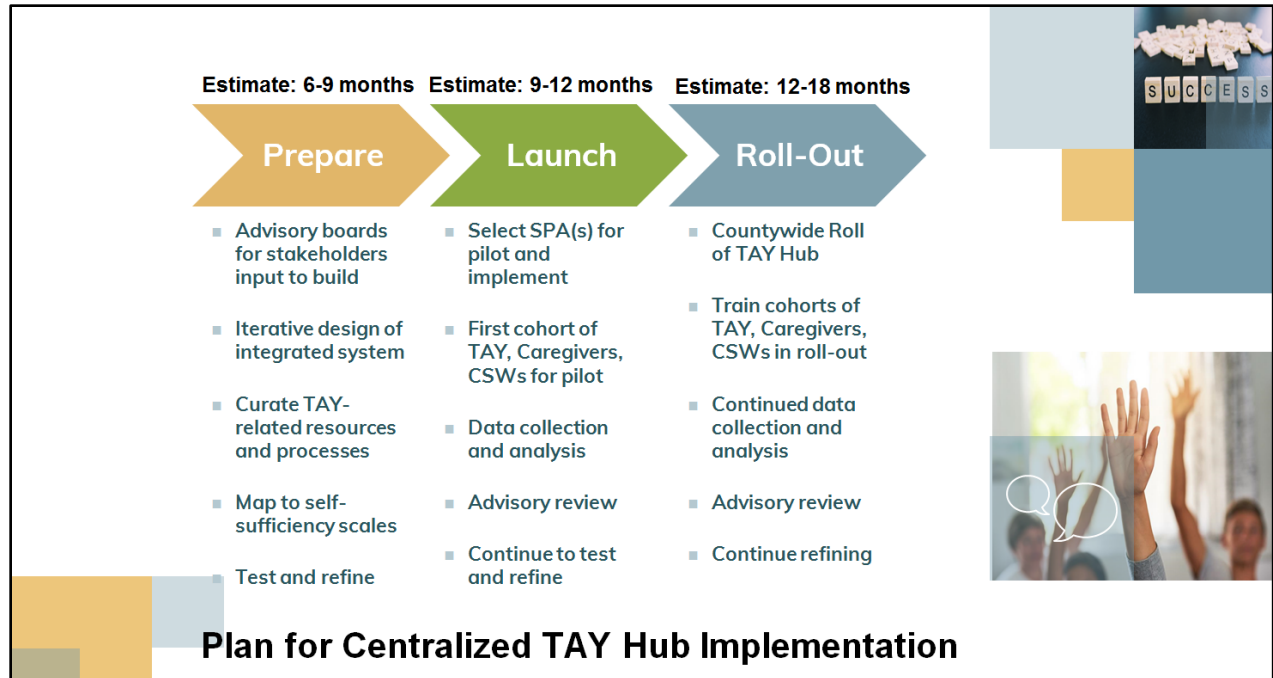 Estimate: 6-9 months
Estimate: 9-12 months
Estimate: 12-18 months
Prepare
Launch
Roll-Out
Advisory boards
for stakeholders
input to build
Iterative design of
integrated system
Curate TAY-
related resources
and processes
Map to self-
sufficiency scales
Test and refine
Select SPA(s) for
pilot and
implement
First cohort of
TAY, Caregivers,
CSWs for pilot
Data collection
and analysis
Advisory review
Continue to test
and refine
Countywide Roll
of TAY Hub
Train cohorts of
TAY, Caregivers,
CSWs in roll-out
Continued data
collection and
analysis
Advisory review
Continue refining
SUCCESS
Plan for Centralized TAY Hub Implementation